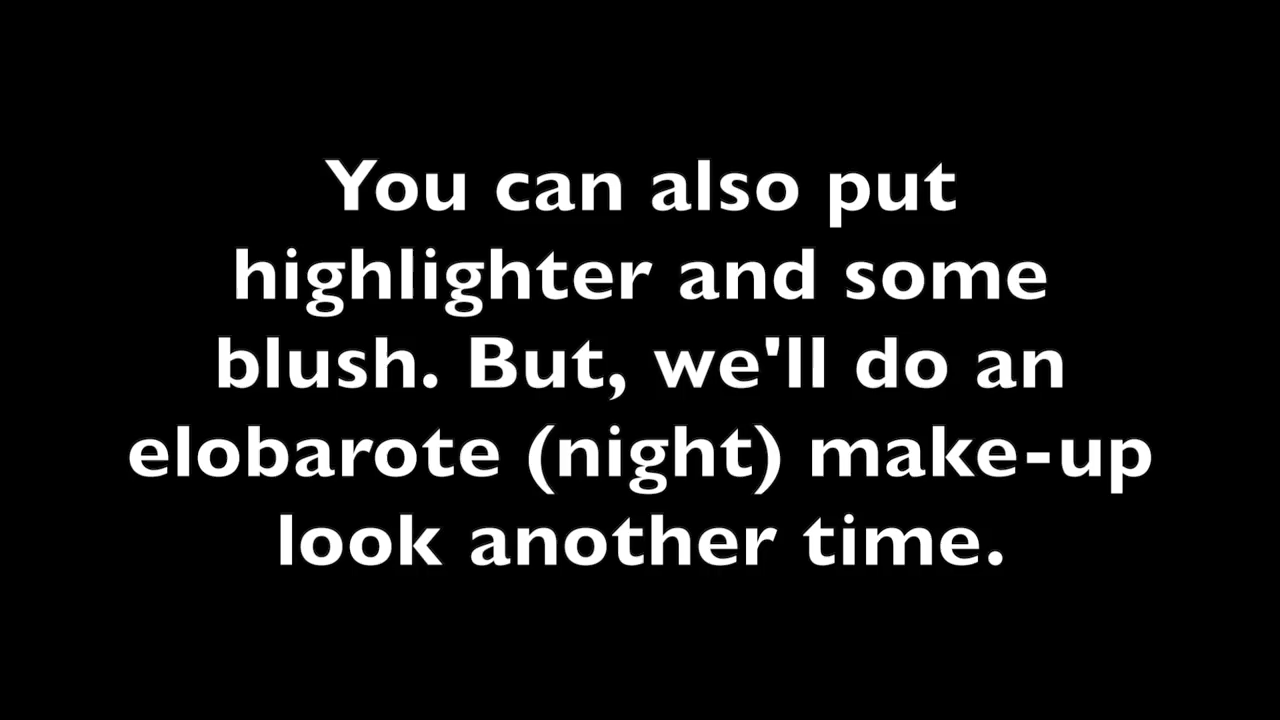 You can also put
highlighter and some
blush. But, we'll do an
elobarote (night) make-up
look another time.